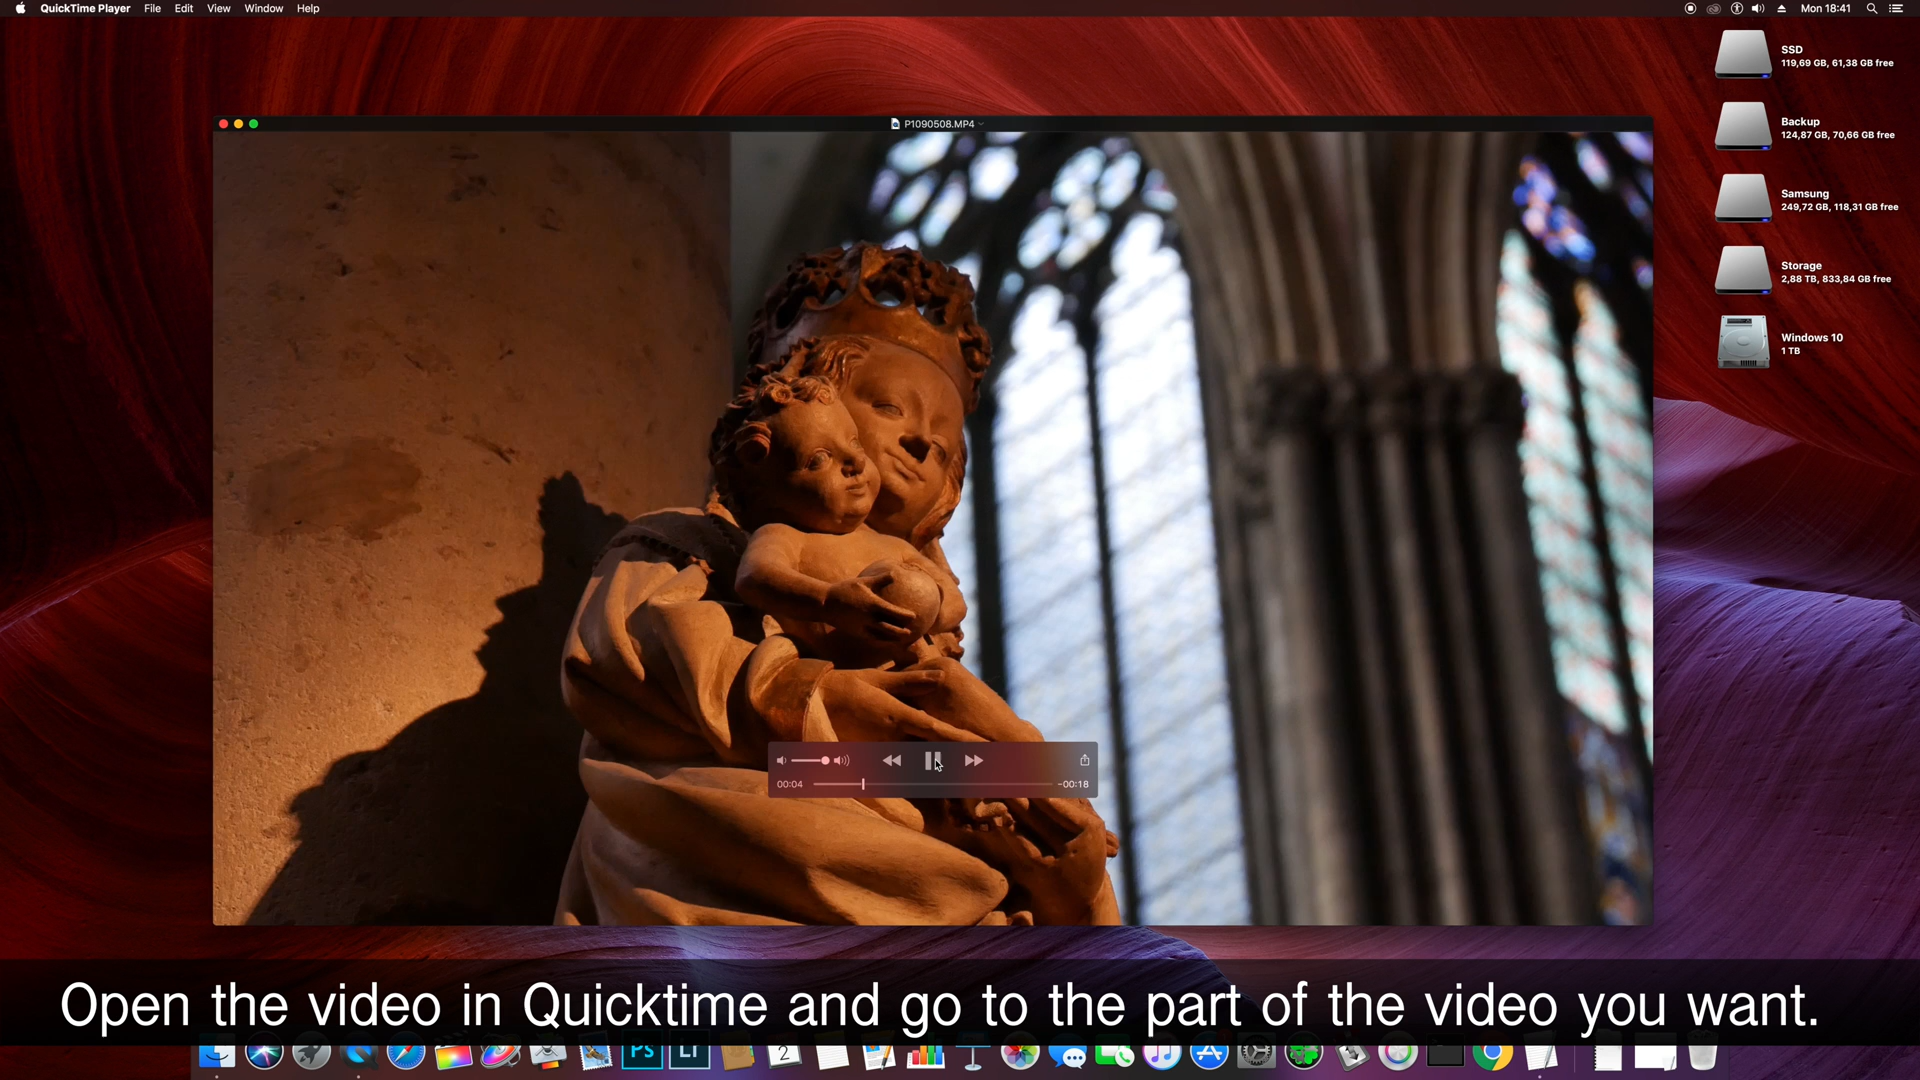 QuickTime Player File Edit View Window Help
Mon 18:41
SSD
119,69 GB, 61,38 GB free
P1090508.MP4
Backup
124,87 GB, 70,66 GB free
Samsung
249,72 GB, 118,31 GB free
Storage
2,88 TB, 833,84 GB free
Windows 10
1 TB
00:04
-00:18
Open the video in Quicktime and go to the part of the video you want.
Ps
2